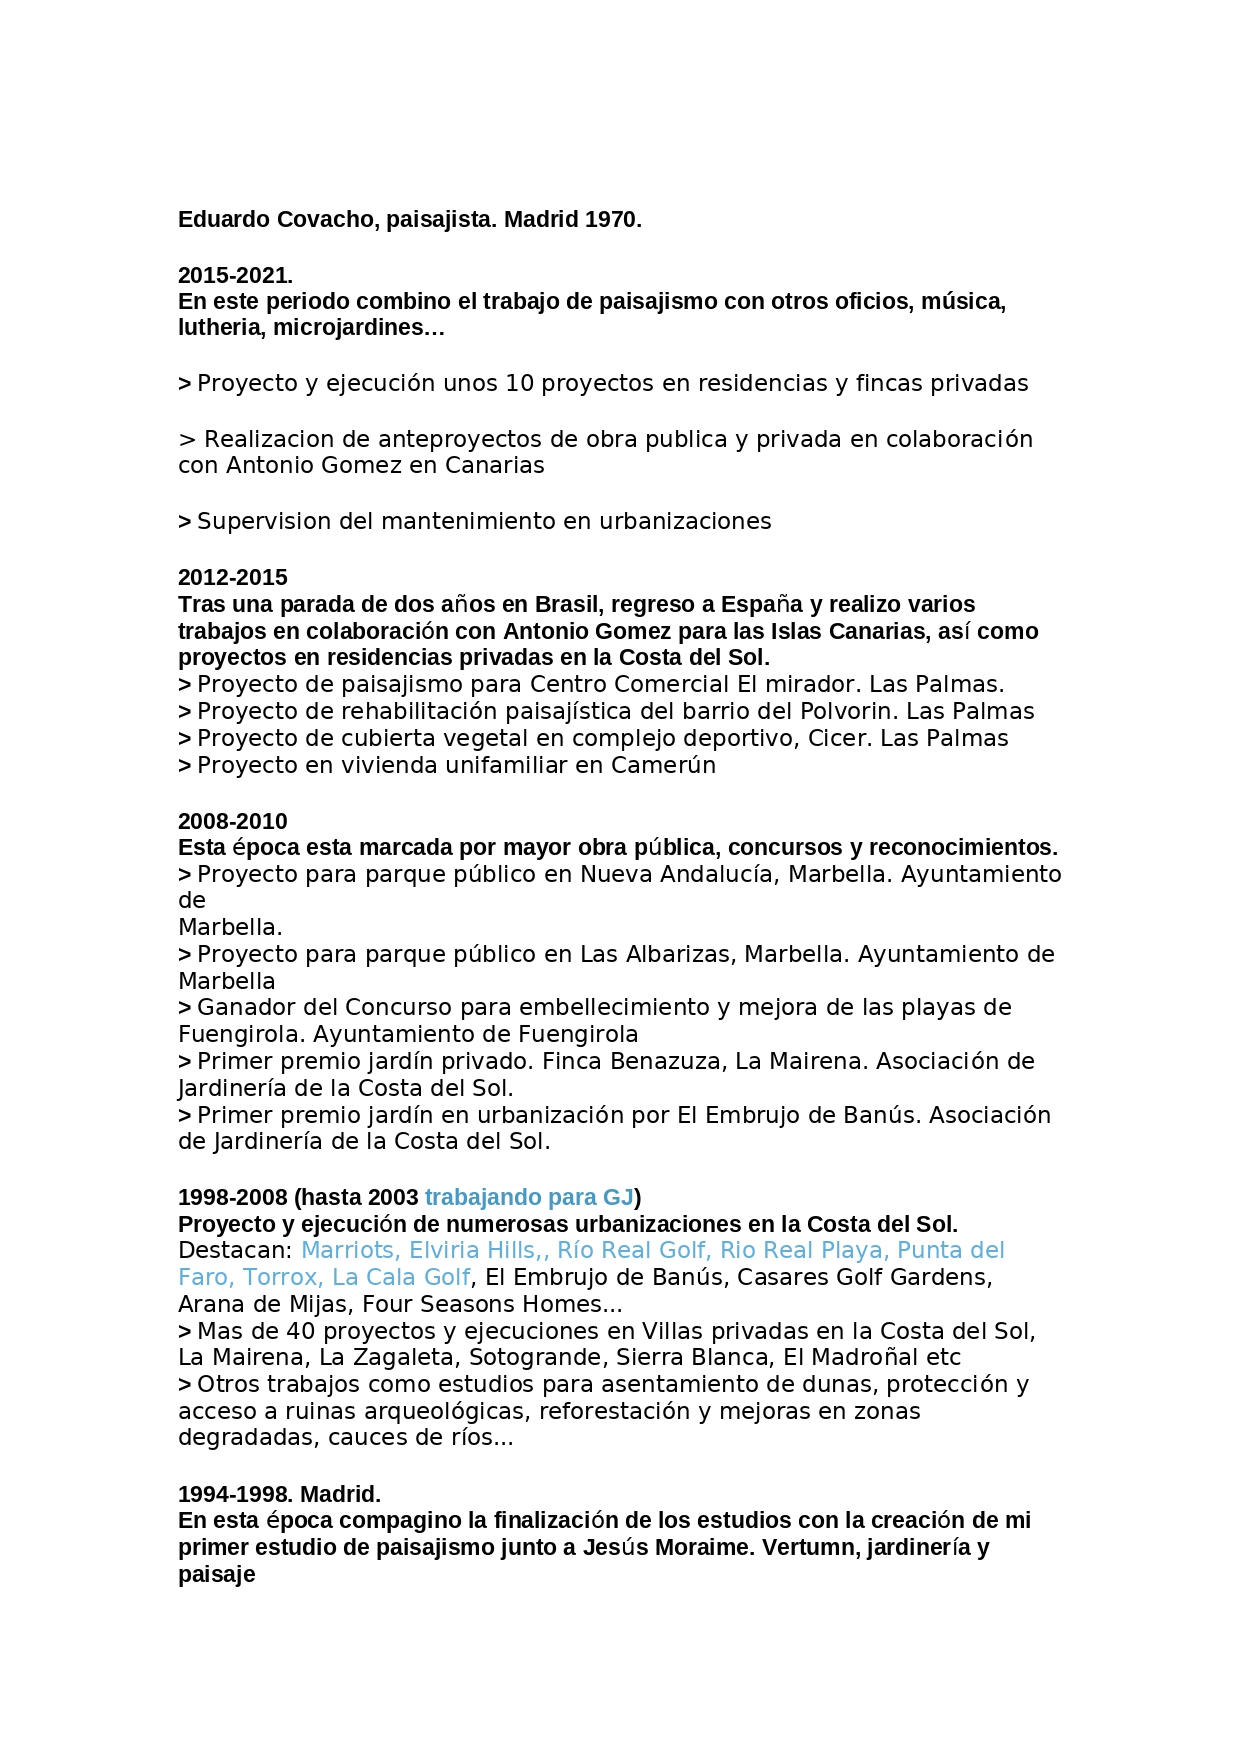 Eduardo Covacho, paisajista. Madrid 1970.
2015-2021.
En este periodo combino el trabajo de paisajismo con otros oficios, música,
lutheria, microjardines…
> Proyecto y ejecución unos 10 proyectos en residencias y fincas privadas
> Realizacion de anteproyectos de obra publica y privada en colaboración
con Antonio Gomez en Canarias
> Supervision del mantenimiento en urbanizaciones
2012-2015
Tras una parada de dos años en Brasil, regreso a España y realizo varios
trabajos en colaboración con Antonio Gomez para las Islas Canarias, así como
proyectos en residencias privadas en la Costa del Sol.
> Proyecto de paisajismo para Centro Comercial El mirador. Las Palmas.
> Proyecto de rehabilitación paisajística del barrio del Polvorin. Las Palmas
> Proyecto de cubierta vegetal en complejo deportivo, Cicer. Las Palmas
> Proyecto en vivienda unifamiliar en Camerún
2008-2010
Esta época esta marcada por mayor obra pública, concursos y reconocimientos.
> Proyecto para parque público en Nueva Andalucía, Marbella. Ayuntamiento
de
Marbella.
> Proyecto para parque público en Las Albarizas, Marbella. Ayuntamiento de
Marbella
> Ganador del Concurso para embellecimiento y mejora de las playas de
Fuengirola. Ayuntamiento de Fuengirola
> Primer premio jardín privado. Finca Benazuza, La Mairena. Asociación de
Jardinería de la Costa del Sol.
> Primer premio jardín en urbanización por El Embrujo de Banús. Asociación
de Jardinería de la Costa del Sol.
1998-2008 (hasta 2003 trabajando para GJ)
Proyecto y ejecución de numerosas urbanizaciones en la Costa del Sol.
Destacan: Marriots, Elviria Hills,, Río Real Golf, Rio Real Playa, Punta del
Faro, Torrox, La Cala Golf, El Embrujo de Banús, Casares Golf Gardens,
Arana de Mijas, Four Seasons Homes...
> Mas de 40 proyectos y ejecuciones en Villas privadas en la Costa del Sol,
La Mairena, La Zagaleta, Sotogrande, Sierra Blanca, El Madroñal etc
> Otros trabajos como estudios para asentamiento de dunas, protección y
acceso a ruinas arqueológicas, reforestación y mejoras en zonas
degradadas, cauces de ríos...
1994-1998. Madrid.
En esta época compagino la finalización de los estudios con la creación de mi
primer estudio de paisajismo junto a Jesús Moraime. Vertumn, jardinería y
paisaje